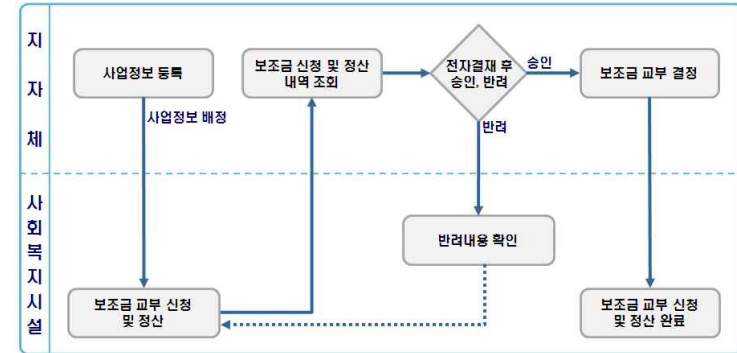 지
자
체
사업정보 등록
보조금 신청 및 정산
내역 조회
전자결재 후
승인, 반려
승인
보조금 교부 결정
사업정보 배정
반려
사
회
복
지
시
설
반려내용 확인
보조금 교부 신청
및 정산
보조금 교부 신청
및 정산 완료